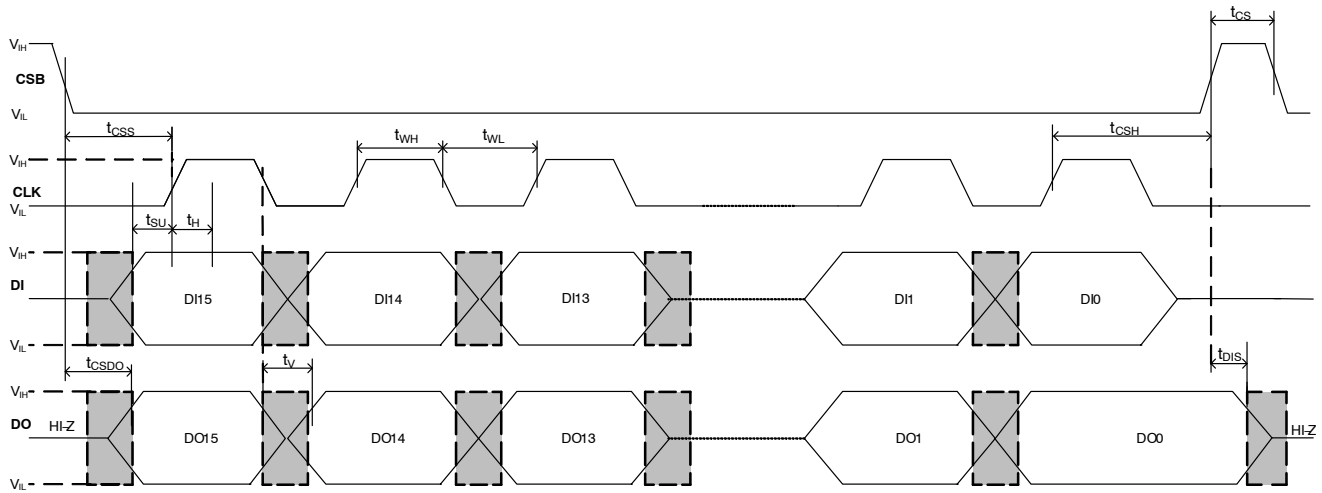 t_CS
V_IH
CSB
V_IL
t_CSS
t_WH
t_WL
t_CSH
V_IH
CLK
V_IL
t_SU
t_H
V_IH
DI
DI15
DI14
DI13
DI1
DI0
V_IL
t_CSDO
t_V
t_DIS
V_IH
DO
HI-Z
DO15
DO14
DO13
DO1
DO0
HI-Z
V_IL